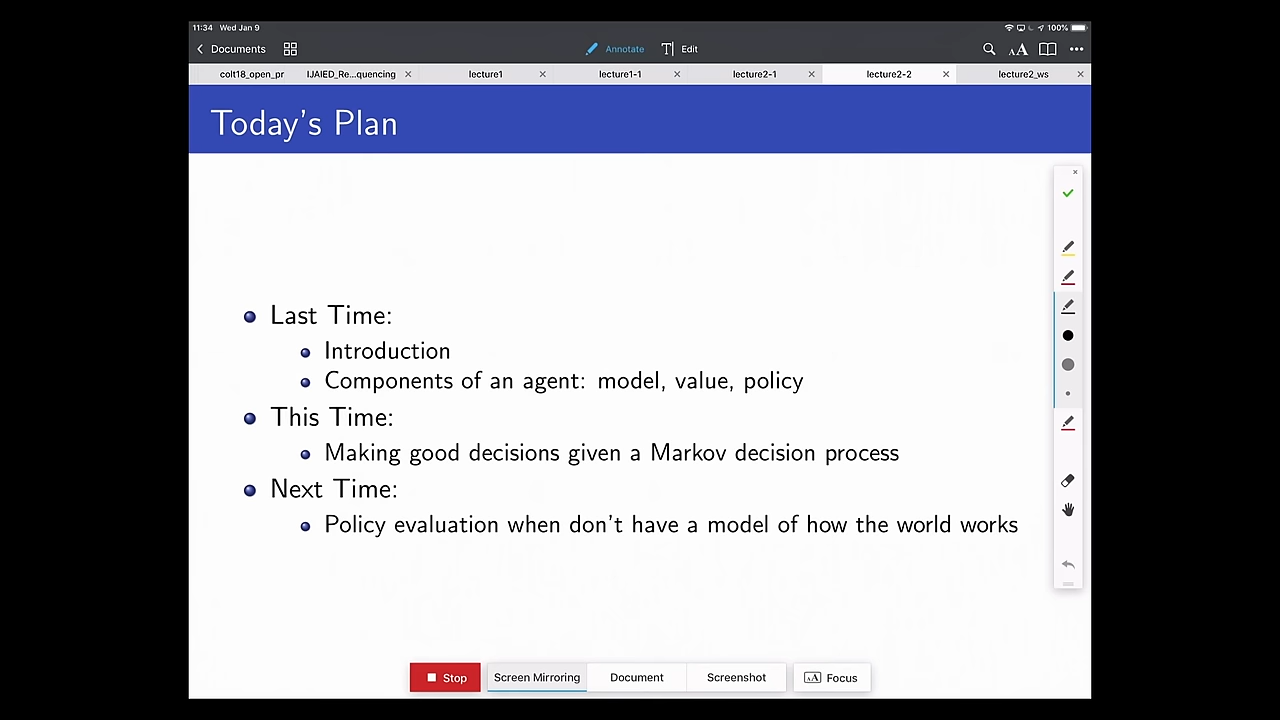 11:34 Wed Jan 9
100%
Documents
Annotate
T Edit
AA
colt18_open_pr
IJAIED_Re...quencing
lecture1
lecture1-1
lecture2-1
lecture2-2
lecture2_ws
Today's Plan
Last Time:
Introduction
Components of an agent: model, value, policy
This Time:
Making good decisions given a Markov decision process
Next Time:
Policy evaluation when don't have a model of how the world works
Stop
Screen Mirroring
Document
Screenshot
AA Focus